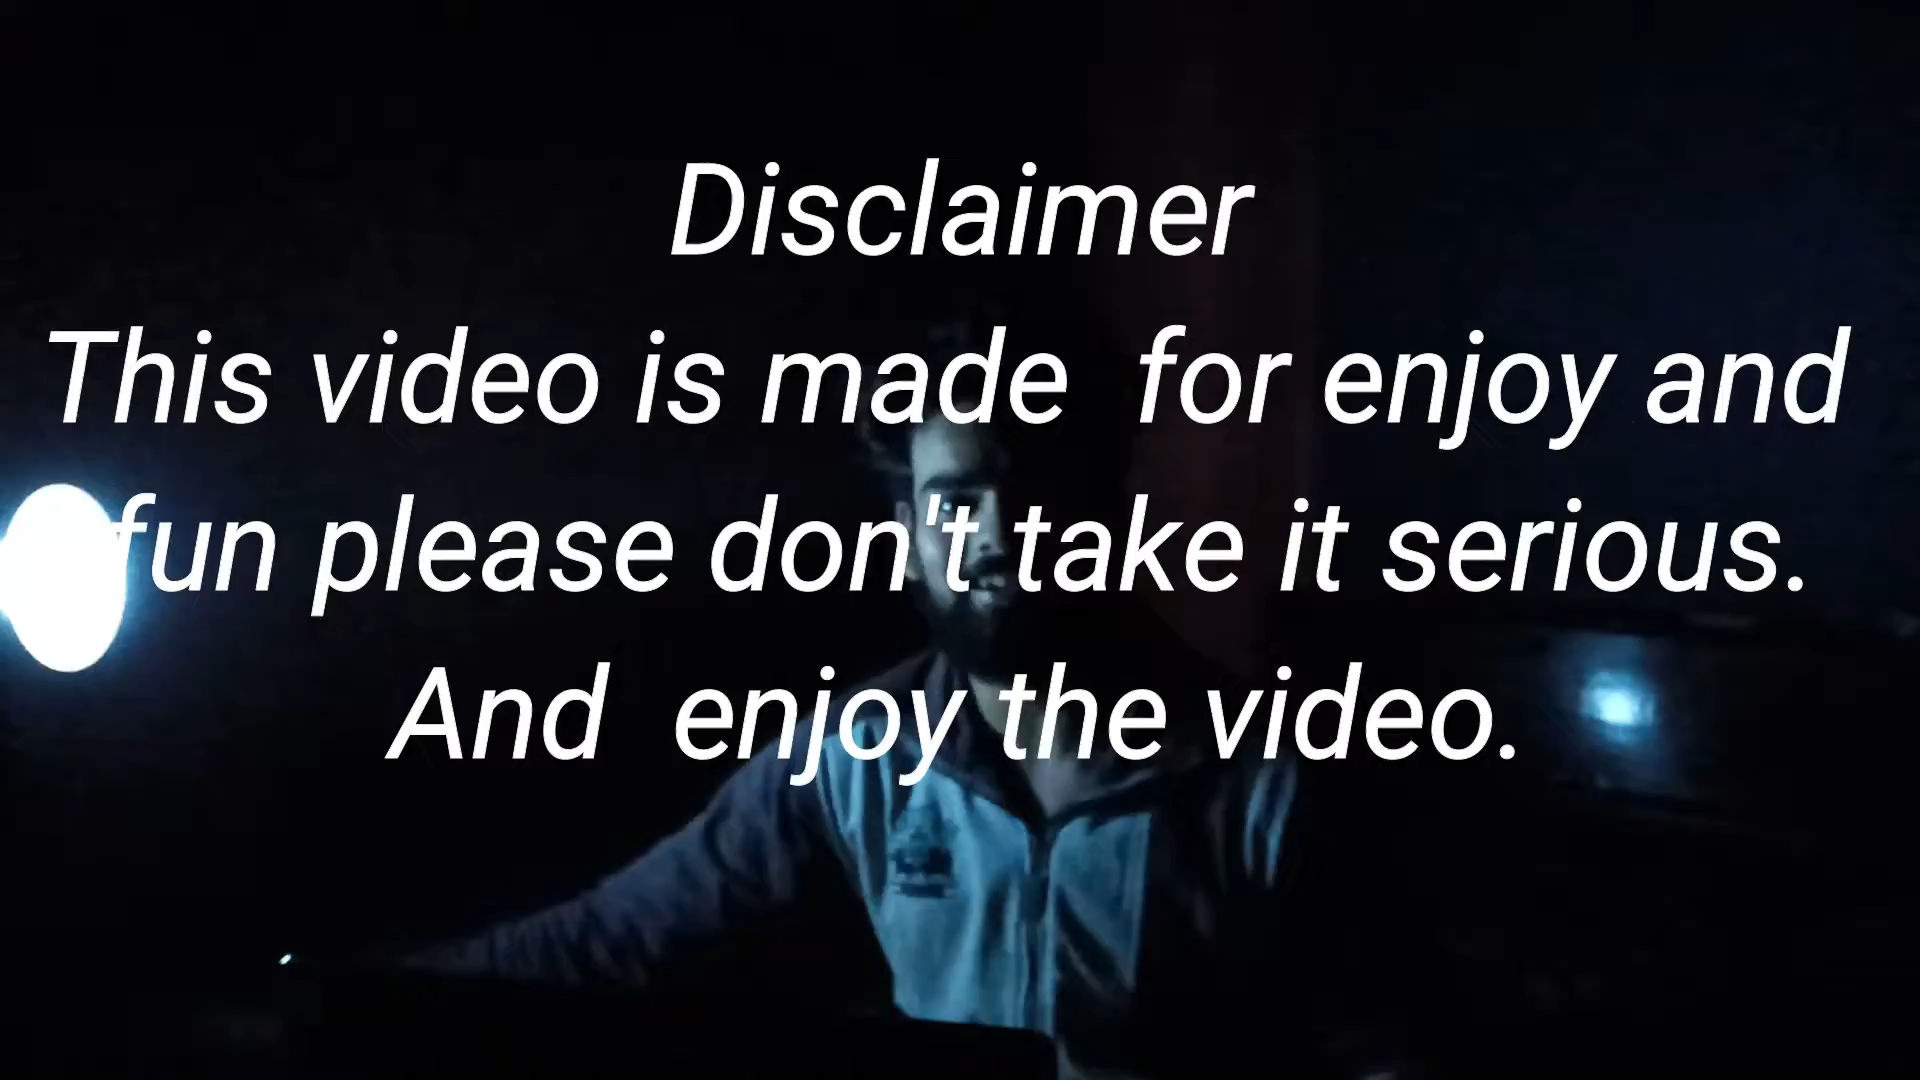 Disclaimer
This video is made  for enjoy and
fun please don't take it serious.
And  enjoy the video.